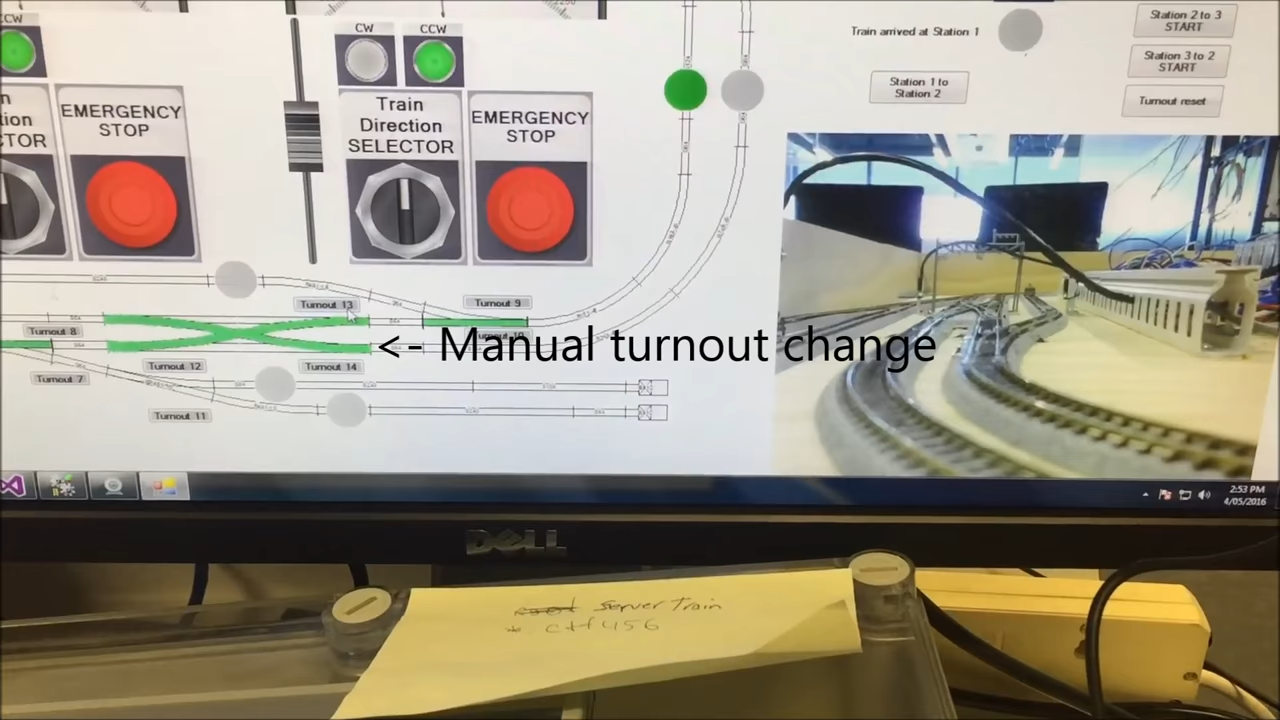 CCW
CW
CCW
EMERGENCY
STOP
Train
Direction
SELECTOR
EMERGENCY
STOP
Train arrived at Station 1
Station 1 to
Station 2
Station 2 to 3
START
Station 3 to 2
START
Turnout reset
Turnout 13
Turnout 9
Turnout 8
Turnout 10
<- Manual turnout change
Turnout 12
Turnout 14
Turnout 7
Turnout 11
2:53 PM
4/05/2016
DELL
Server Train
ctf456